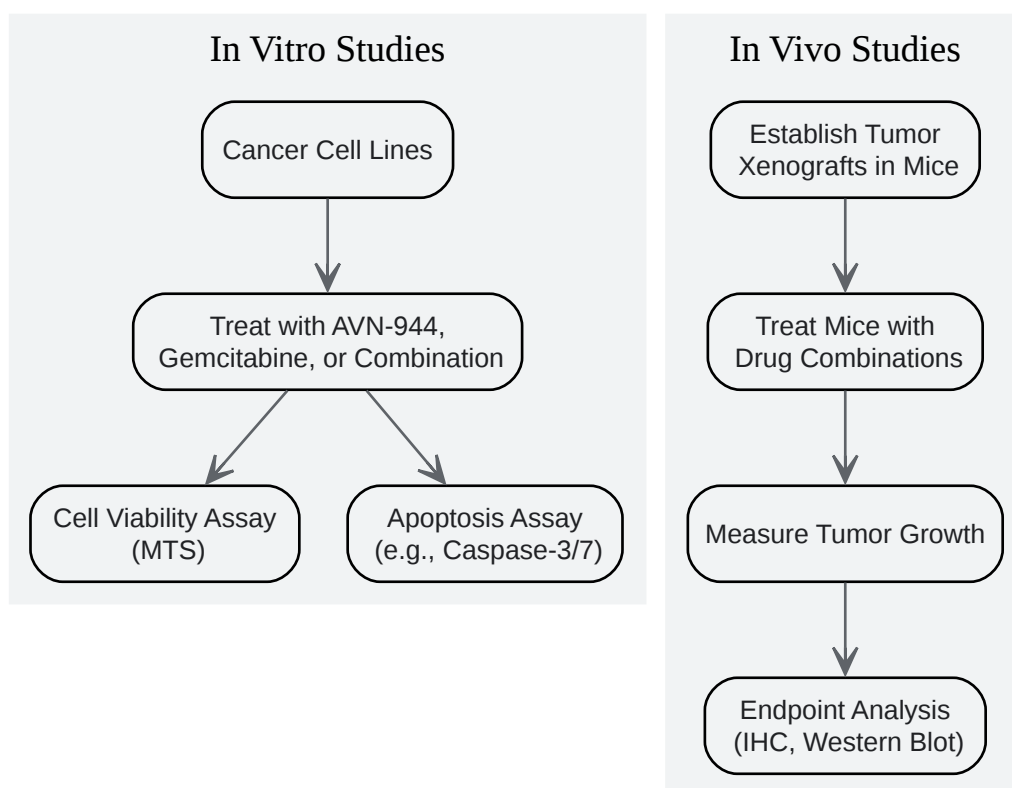 In Vitro Studies
Cancer Cell Lines
Treat with AVN-944,
Gemcitabine, or Combination
Cell Viability Assay
(MTS)
Apoptosis Assay
(e.g., Caspase-3/7)
In Vivo Studies
Establish Tumor
Xenografts in Mice
Treat Mice with
Drug Combinations
Measure Tumor Growth
Endpoint Analysis
(IHC, Western Blot)